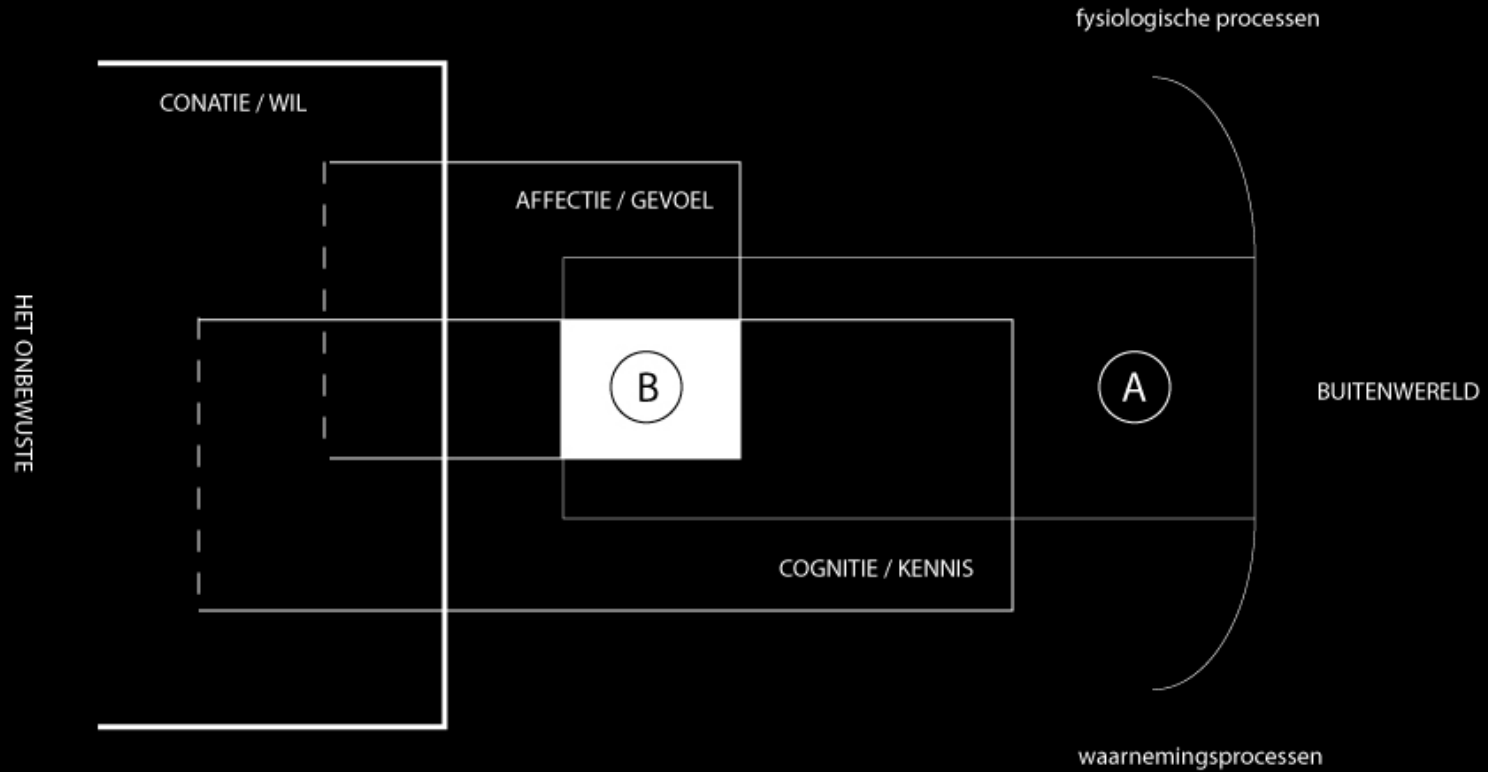 fysiologische processen
CONATIE / WIL
AFFECTIE / GEVOEL
HET ONBEWUSTE
B
A
BUITENWERELD
COGNITIE / KENNIS
waarnemingsprocessen